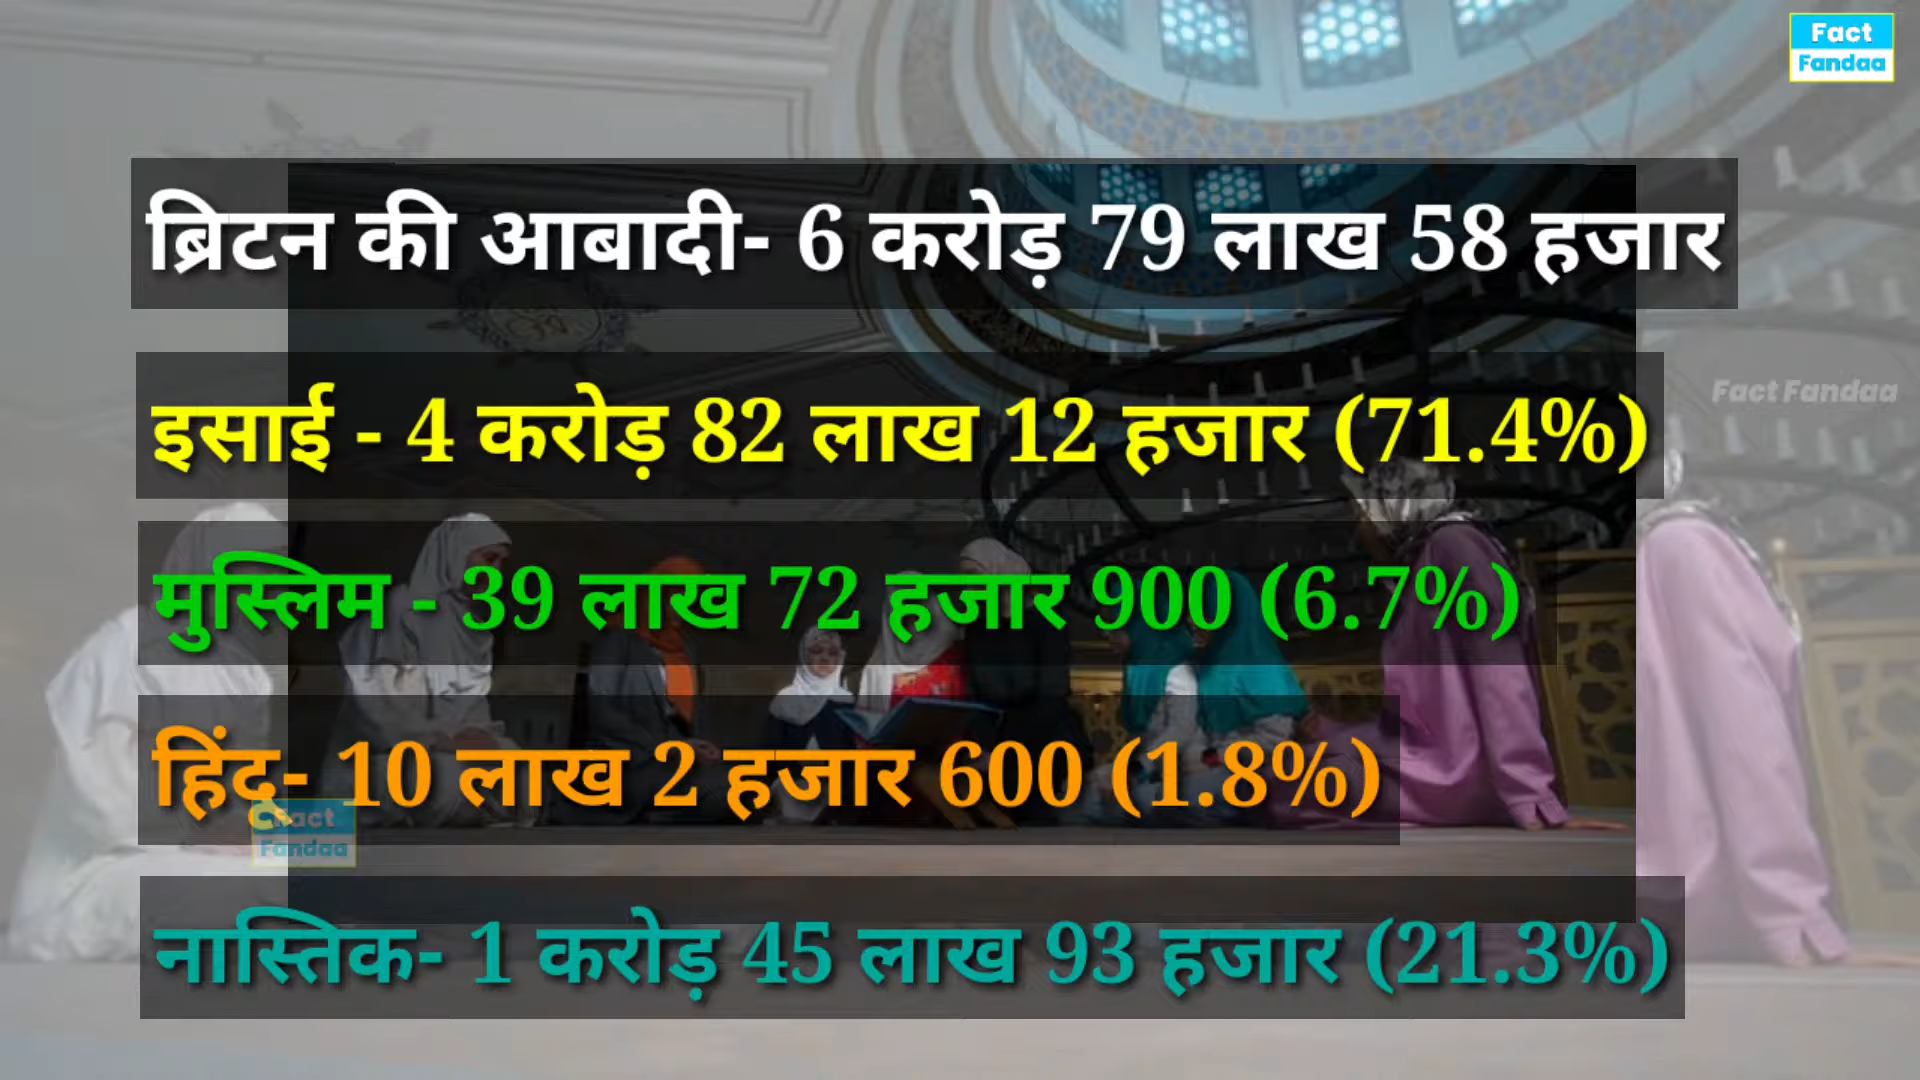 Fact
Fandaa
ब्रिटन की आबादी- 6 करोड़ 79 लाख 58 हजार
Fact Fandaa
इसाई - 4 करोड़ 82 लाख 12 हजार (71.4%)
मुस्लिम - 39 लाख 72 हजार 900 (6.7%)
हिंदू- 10 लाख 2 हजार 600 (1.8%)
Fact
Fandaa
नास्तिक- 1 करोड़ 45 लाख 93 हजार (21.3%)